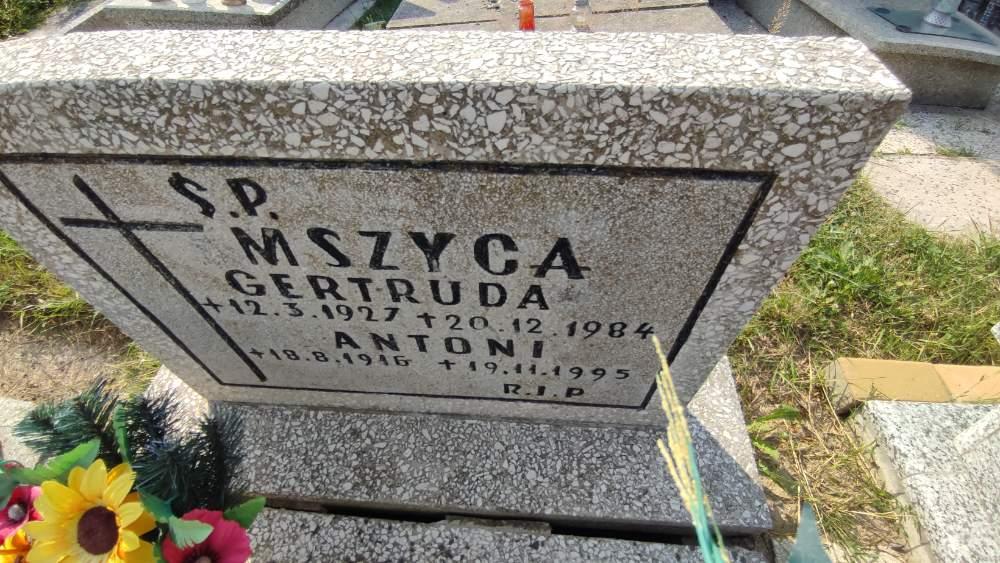 Ś.P.
MSZYCA
GERTRUDA
+12.3.1927 +20.12.1984
ANTONI
+18.8.1916 +19.11.1995
R.I.P